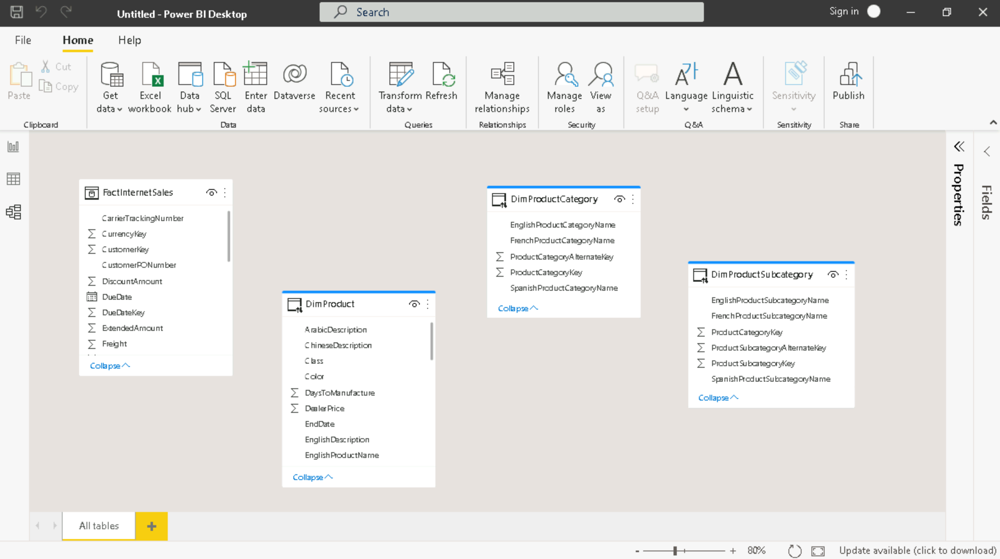 Untitled - Power BI Desktop
Search
Sign in
File
Home
Help
Paste
Cut
Copy
Clipboard
Get data
Excel workbook
Data hub
SQL Server
Enter data
Dataverse
Recent sources
Data
Transform data
Refresh
Queries
Manage relationships
Relationships
Manage roles
View as
Security
Q&A setup
Language
Linguistic schema
Q&A
Sensitivity
Sensitivity
Publish
Share
FactInternetSales
CarrierTrackingNumber
CurrencyKey
CustomerKey
CustomerPONumber
DiscountAmount
DueDate
DueDateKey
ExtendedAmount
Freight
Collapse
DimProduct
ArabicDescription
ChineseDescription
Class
Color
DaysToManufacture
DealerPrice
EndDate
EnglishDescription
EnglishProductName
Collapse
DimProductCategory
EnglishProductCategoryName
FrenchProductCategoryName
ProductCategoryAlternateKey
ProductCategoryKey
SpanishProductCategoryName
Collapse
DimProductSubcategory
EnglishProductSubcategoryName
FrenchProductSubcategoryName
ProductCategoryKey
ProductSubcategoryAlternateKey
ProductSubcategoryKey
SpanishProductSubcategoryName
Collapse
Properties
Fields
All tables
80%
Update available (click to download)